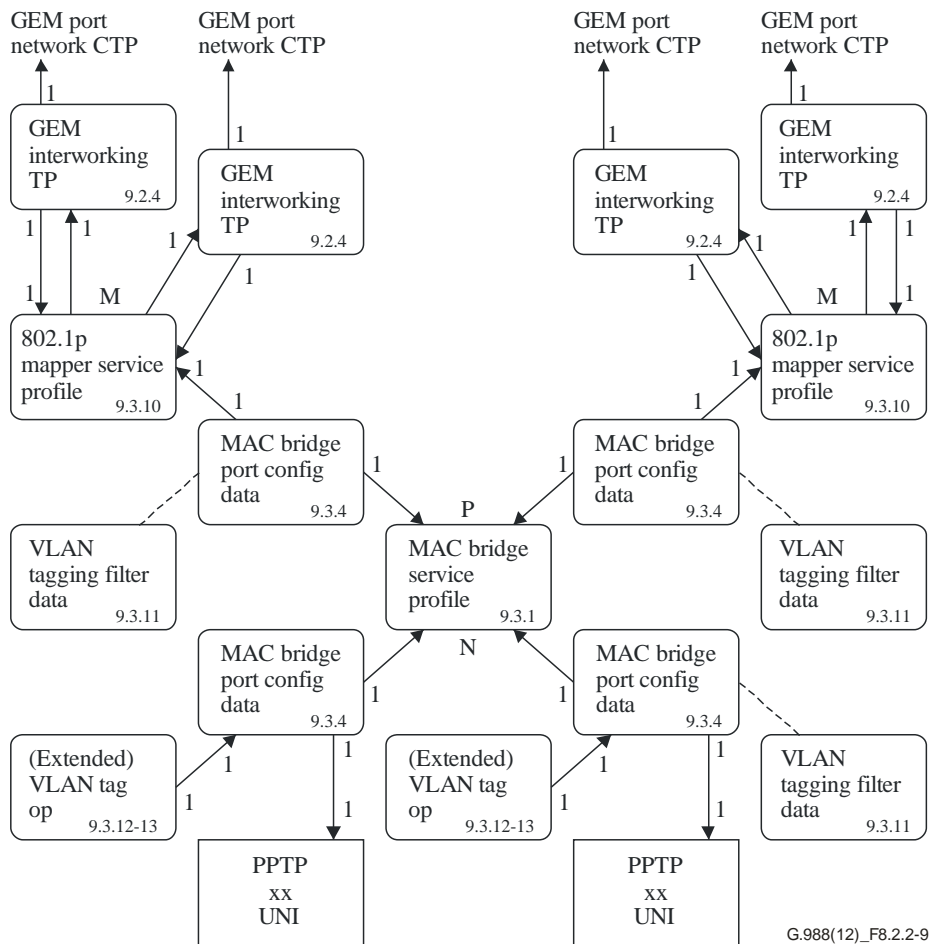 GEM port
network CTP
GEM port
network CTP
GEM port
network CTP
GEM port
network CTP
1
1
1
1
GEM
interworking
TP
9.2.4
GEM
interworking
TP
9.2.4
GEM
interworking
TP
9.2.4
GEM
interworking
TP
9.2.4
1
1
1
1
1
1
1
1
1
M
1
M
802.1p
mapper service
profile
9.3.10
802.1p
mapper service
profile
9.3.10
1
1
1
1
MAC bridge
port config
data
9.3.4
MAC bridge
port config
data
9.3.4
1
1
P
VLAN
tagging filter
data
9.3.11
MAC bridge
service
profile
9.3.1
VLAN
tagging filter
data
9.3.11
N
MAC bridge
port config
data
9.3.4
MAC bridge
port config
data
9.3.4
1
1
(Extended)
VLAN tag
op
9.3.12-13
1
1
1
1
(Extended)
VLAN tag
op
9.3.12-13
1
1
1
1
VLAN
tagging filter
data
9.3.11
PPTP
xx
UNI
PPTP
xx
UNI
G.988(12)_F8.2.2-9